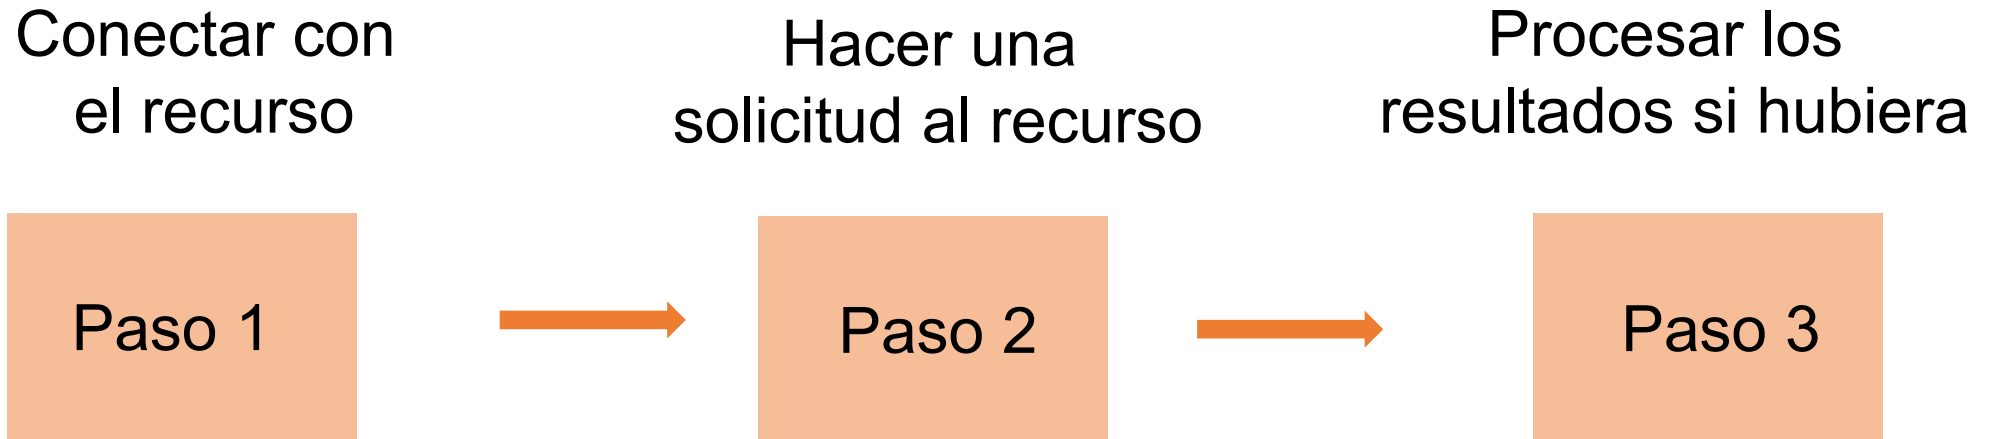 Conectar con
el recurso
Hacer una
solicitud al recurso
Procesar los
resultados si hubiera
Paso 1
Paso 2
Paso 3